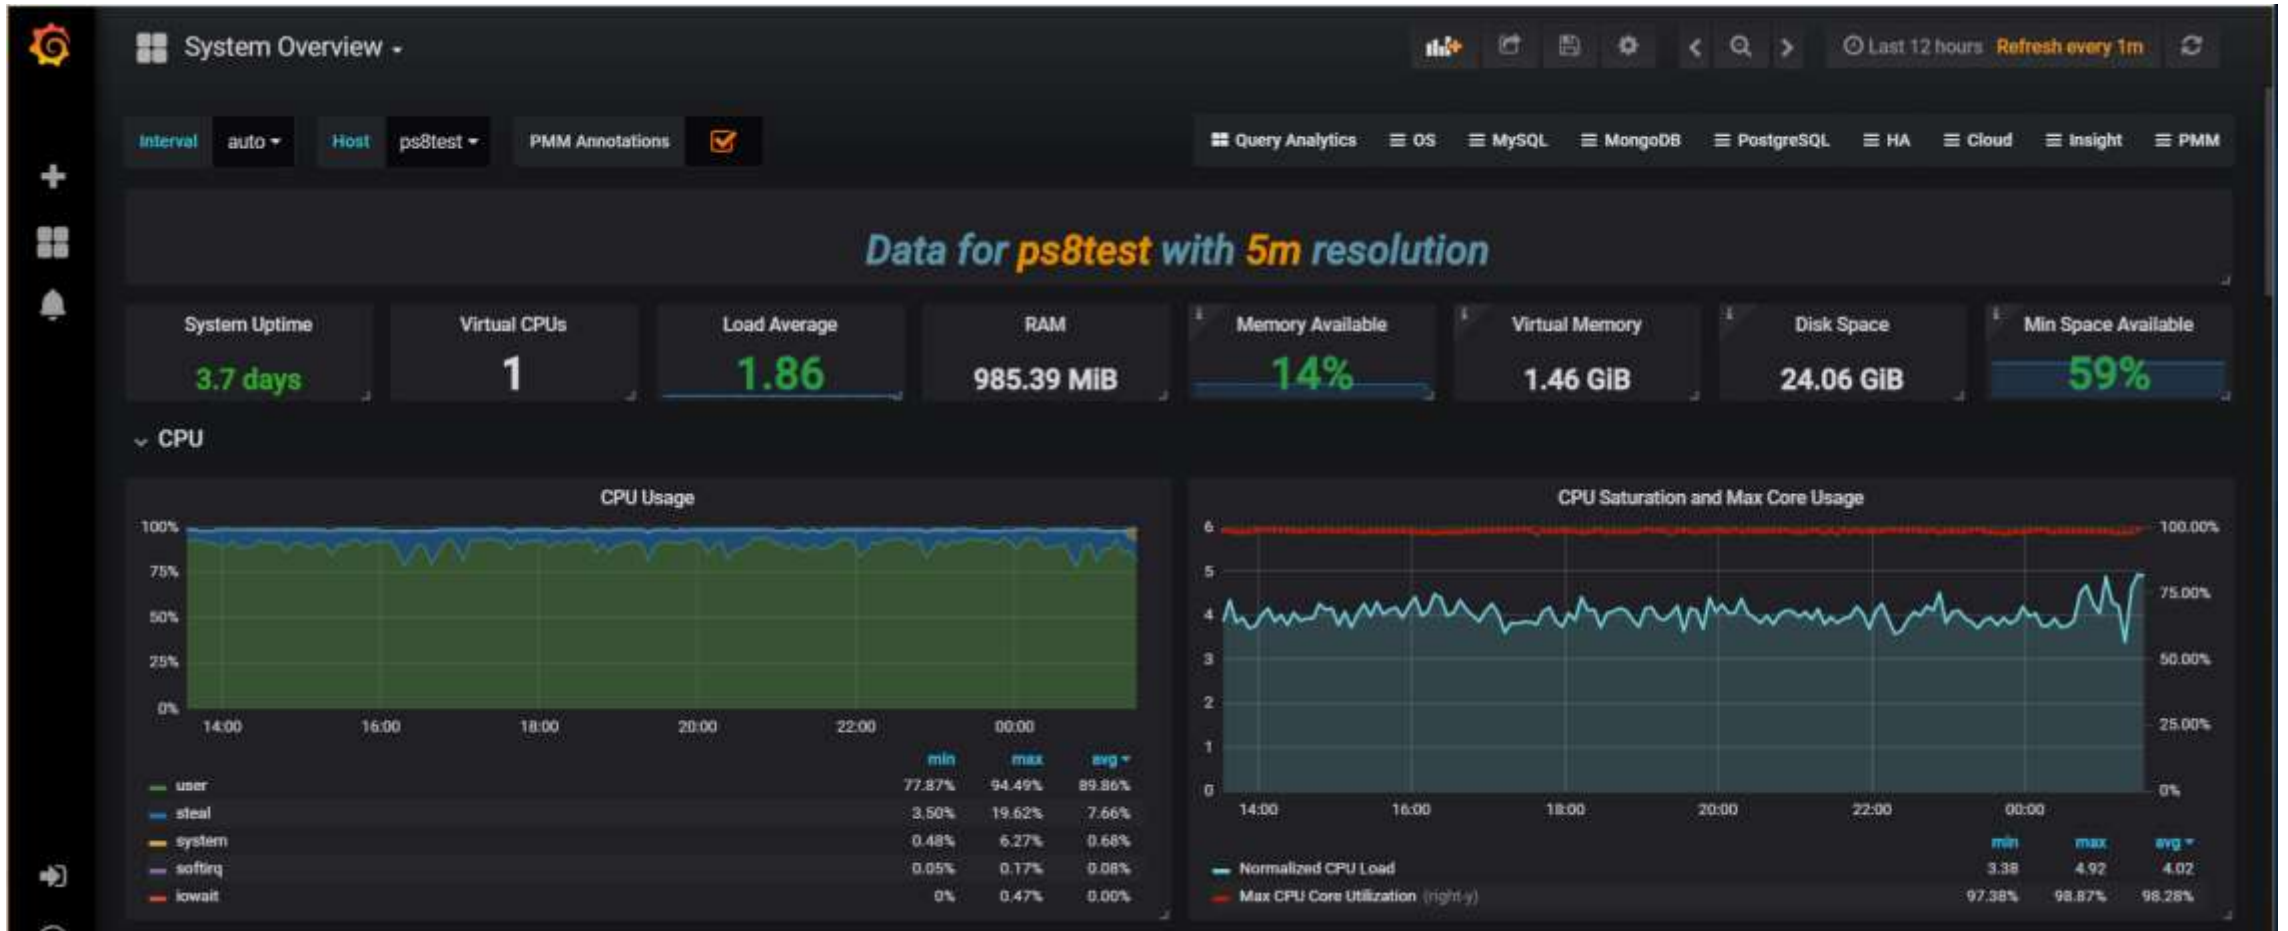 System Overview
Last 12 hours Refresh every 1m
Interval auto Host ps8test PMM Annotations
Query Analytics OS MySQL MongoDB PostgreSQL HA Cloud Insight PMM
Data for ps8test with 5m resolution
System Uptime Virtual CPUs Load Average RAM Memory Available Virtual Memory Disk Space Min Space Available
3.7 days 1 1.86 985.39 MiB 14% 1.46 GiB 24.06 GiB 59%
CPU
CPU Usage
100%
75%
50%
25%
0%
14:00 16:00 18:00 20:00 22:00 00:00
min max avg
user 77.87% 94.49% 89.86%
steal 3.50% 19.62% 7.66%
system 0.48% 6.27% 0.68%
softirq 0.05% 0.17% 0.08%
iowait 0% 0.47% 0.00%
CPU Saturation and Max Core Usage
6 100.00%
5
75.00%
4
3
50.00%
2
25.00%
1
0 0%
14:00 16:00 18:00 20:00 22:00 00:00
min max avg
Normalized CPU Load 3.38 4.92 4.02
Max CPU Core Utilization (right-y) 97.38% 98.87% 98.28%